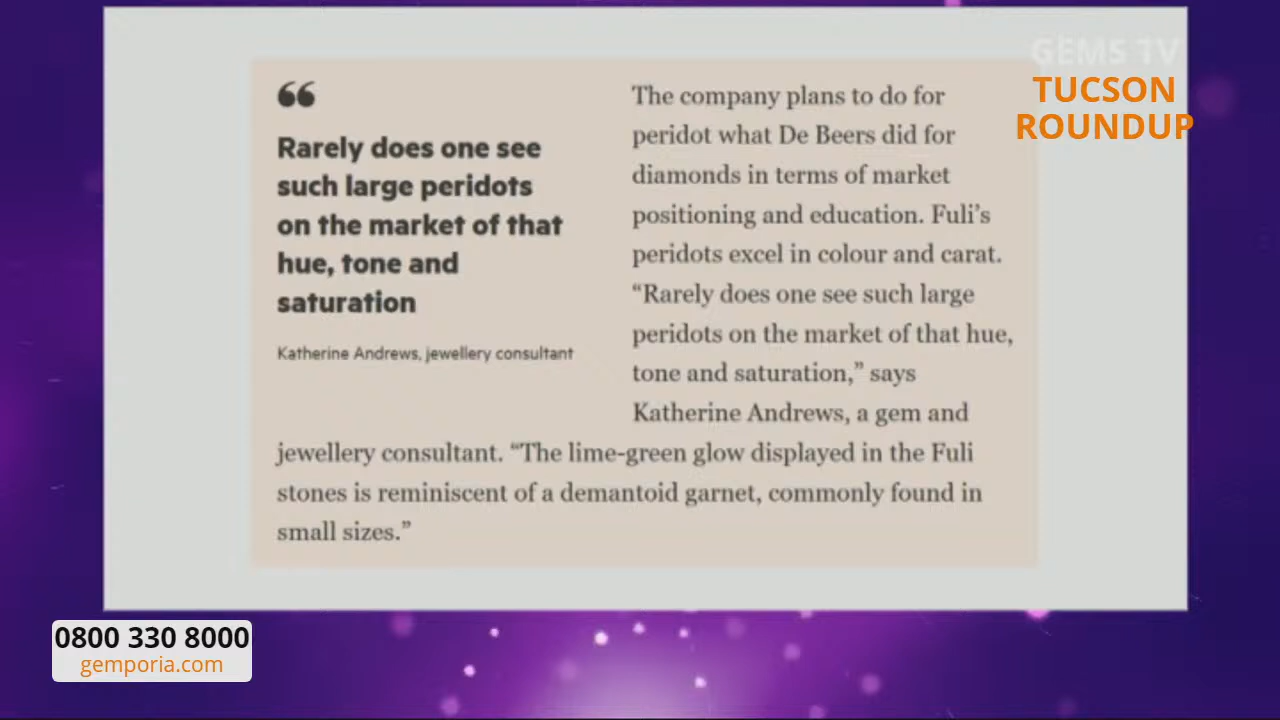 GEMS TV
TUCSON
ROUNDUP
“
Rarely does one see
such large peridots
on the market of that
hue, tone and
saturation
Katherine Andrews, jewellery consultant
The company plans to do for
peridot what De Beers did for
diamonds in terms of market
positioning and education. Fuli’s
peridots excel in colour and carat.
“Rarely does one see such large
peridots on the market of that hue,
tone and saturation,” says
Katherine Andrews, a gem and
jewellery consultant. “The lime-green glow displayed in the Fuli
stones is reminiscent of a demantoid garnet, commonly found in
small sizes.”
0800 330 8000
gemporia.com